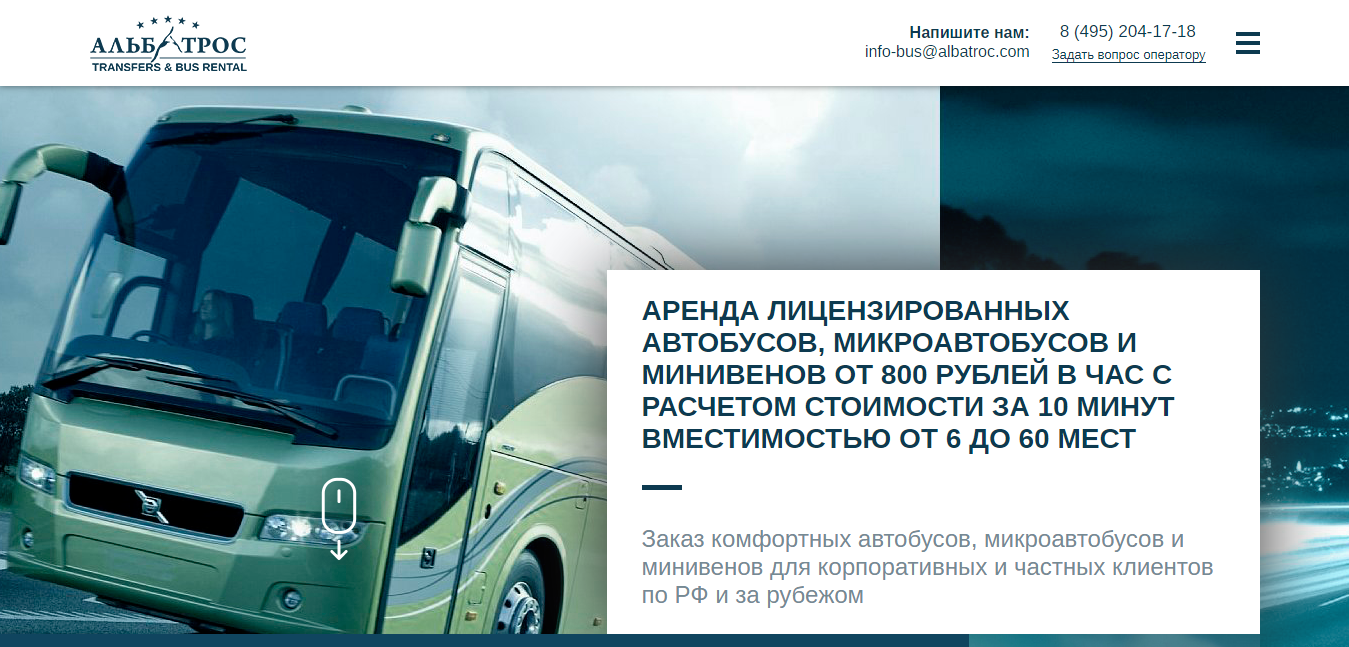 АЛЬБАТРОС
TRANSFERS & BUS RENTAL
Напишите нам:
info-bus@albatroc.com
8 (495) 204-17-18
Задать вопрос оператору
АРЕНДА ЛИЦЕНЗИРОВАННЫХ
АВТОБУСОВ, МИКРОАВТОБУСОВ И
МИНИВЕНОВ ОТ 800 РУБЛЕЙ В ЧАС С
РАСЧЕТОМ СТОИМОСТИ ЗА 10 МИНУТ
ВМЕСТИМОСТЬЮ ОТ 6 ДО 60 МЕСТ
Заказ комфортных автобусов, микроавтобусов и
минивенов для корпоративных и частных клиентов
по РФ и за рубежом